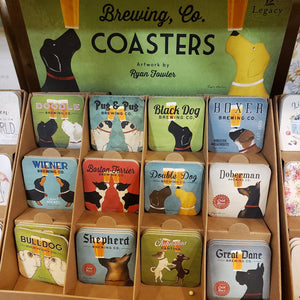 Brewing, Co.
COASTERS
Artwork by
Ryan Fowler
Legacy
DOODLE
Pug & Pug
BREWING CO.
Black Dog
BREWING CO.
BOXER
WIENER
BREWING CO.
Boston Terrier
BREWING CO.
Double Dog
BREWING CO.
Doberman
BREWING CO.
BULLDOG
Shepherd
BREWING CO.
Great Dane
BREWING CO.